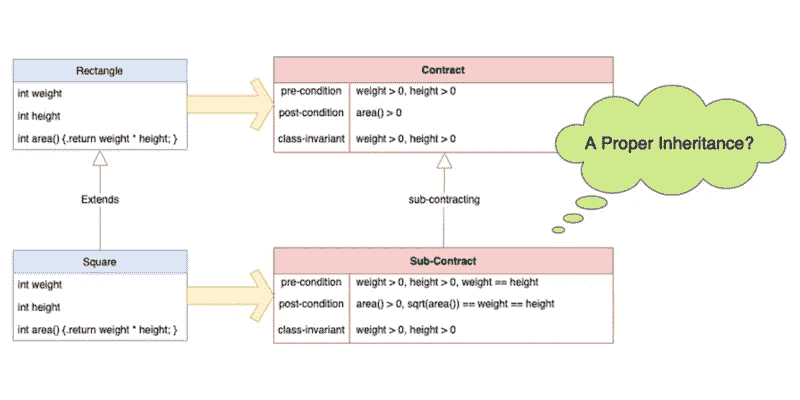 Rectangle
int weight
int height
int area() {.return weight * height; }
Contract
pre-condition weight > 0, height > 0
post-condition area() > 0
class-invariant weight > 0, height > 0
A Proper Inheritance?
Extends
sub-contracting
Square
int weight
int height
int area() {.return weight * height; }
Sub-Contract
pre-condition weight > 0, height > 0, weight == height
post-condition area() > 0, sqrt(area()) == weight == height
class-invariant weight > 0, height > 0